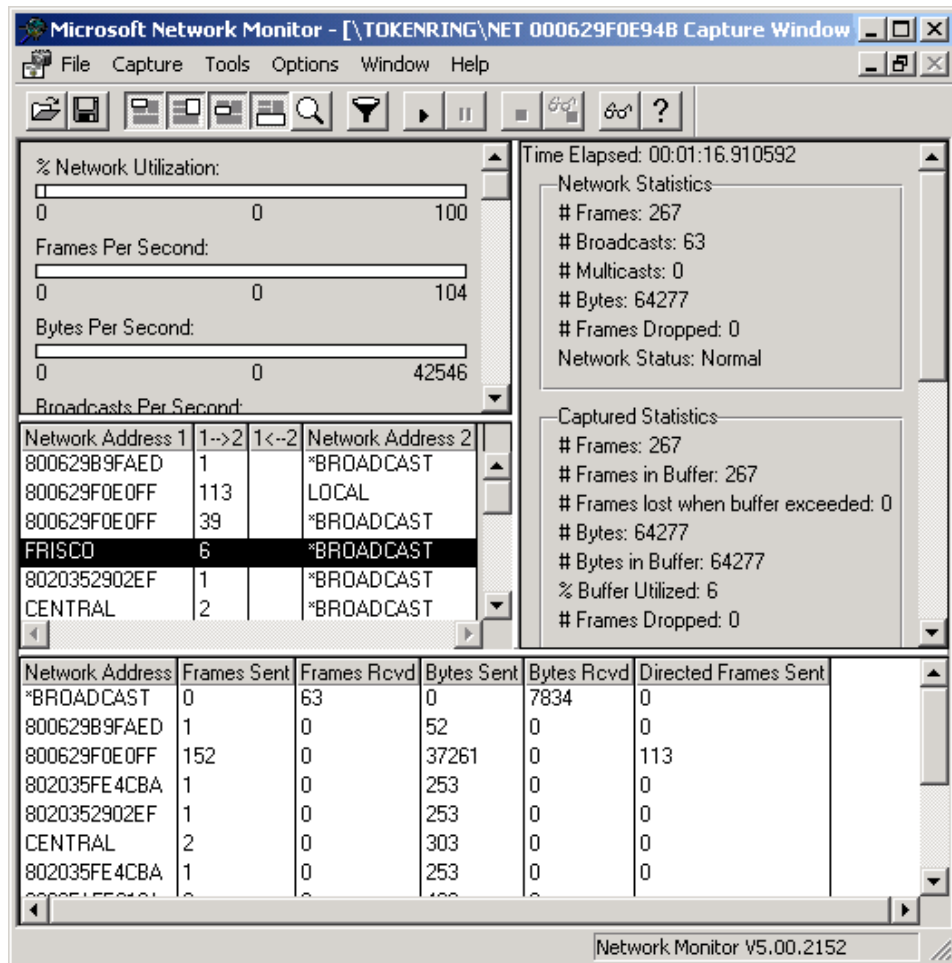 Microsoft Network Monitor - [\TOKENRING\NET 000629F0E94B Capture Window
File Capture Tools Options Window Help
% Network Utilization:
0 0 100
Frames Per Second:
0 0 104
Bytes Per Second:
0 0 42546
Broadcasts Per Second:
Time Elapsed: 00:01:16.910592
Network Statistics
# Frames: 267
# Broadcasts: 63
# Multicasts: 0
# Bytes: 64277
# Frames Dropped: 0
Network Status: Normal
Captured Statistics
# Frames: 267
# Frames in Buffer: 267
# Frames lost when buffer exceeded: 0
# Bytes: 64277
# Bytes in Buffer: 64277
% Buffer Utilized: 6
# Frames Dropped: 0
Network Address 1 1-->2 1<--2 Network Address 2
800629B9FAED 1 *BROADCAST
800629F0E0FF 113 LOCAL
800629F0E0FF 39 *BROADCAST
FRISCO 6 *BROADCAST
8020352902EF 1 *BROADCAST
CENTRAL 2 *BROADCAST
Network Address Frames Sent Frames Rcvd Bytes Sent Bytes Rcvd Directed Frames Sent
*BROADCAST 0 63 0 7834 0
800629B9FAED 1 0 52 0 0
800629F0E0FF 152 0 37261 0 113
802035FE4CBA 1 0 253 0 0
8020352902EF 1 0 253 0 0
CENTRAL 2 0 303 0 0
802035FE4CBA 1 0 253 0 0
Network Monitor V5.00.2152